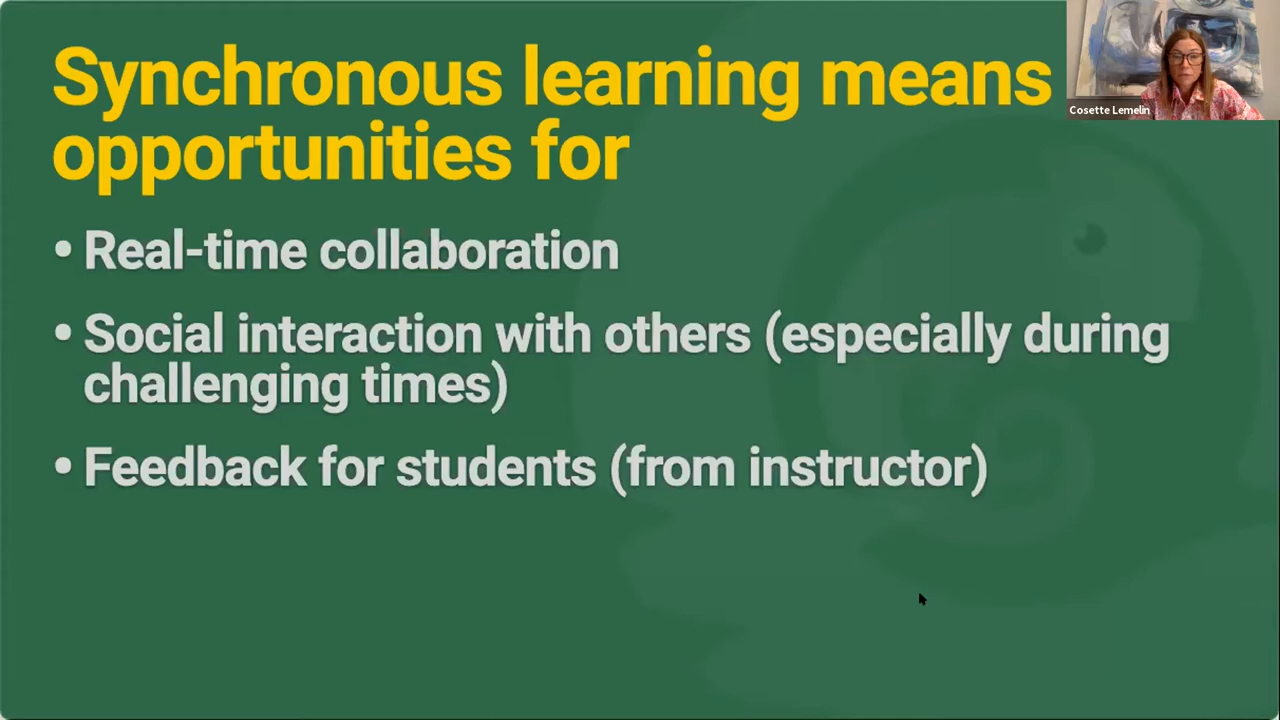 Synchronous learning means
opportunities for
Cosette Lemelin
• Real-time collaboration
• Social interaction with others (especially during
challenging times)
• Feedback for students (from instructor)